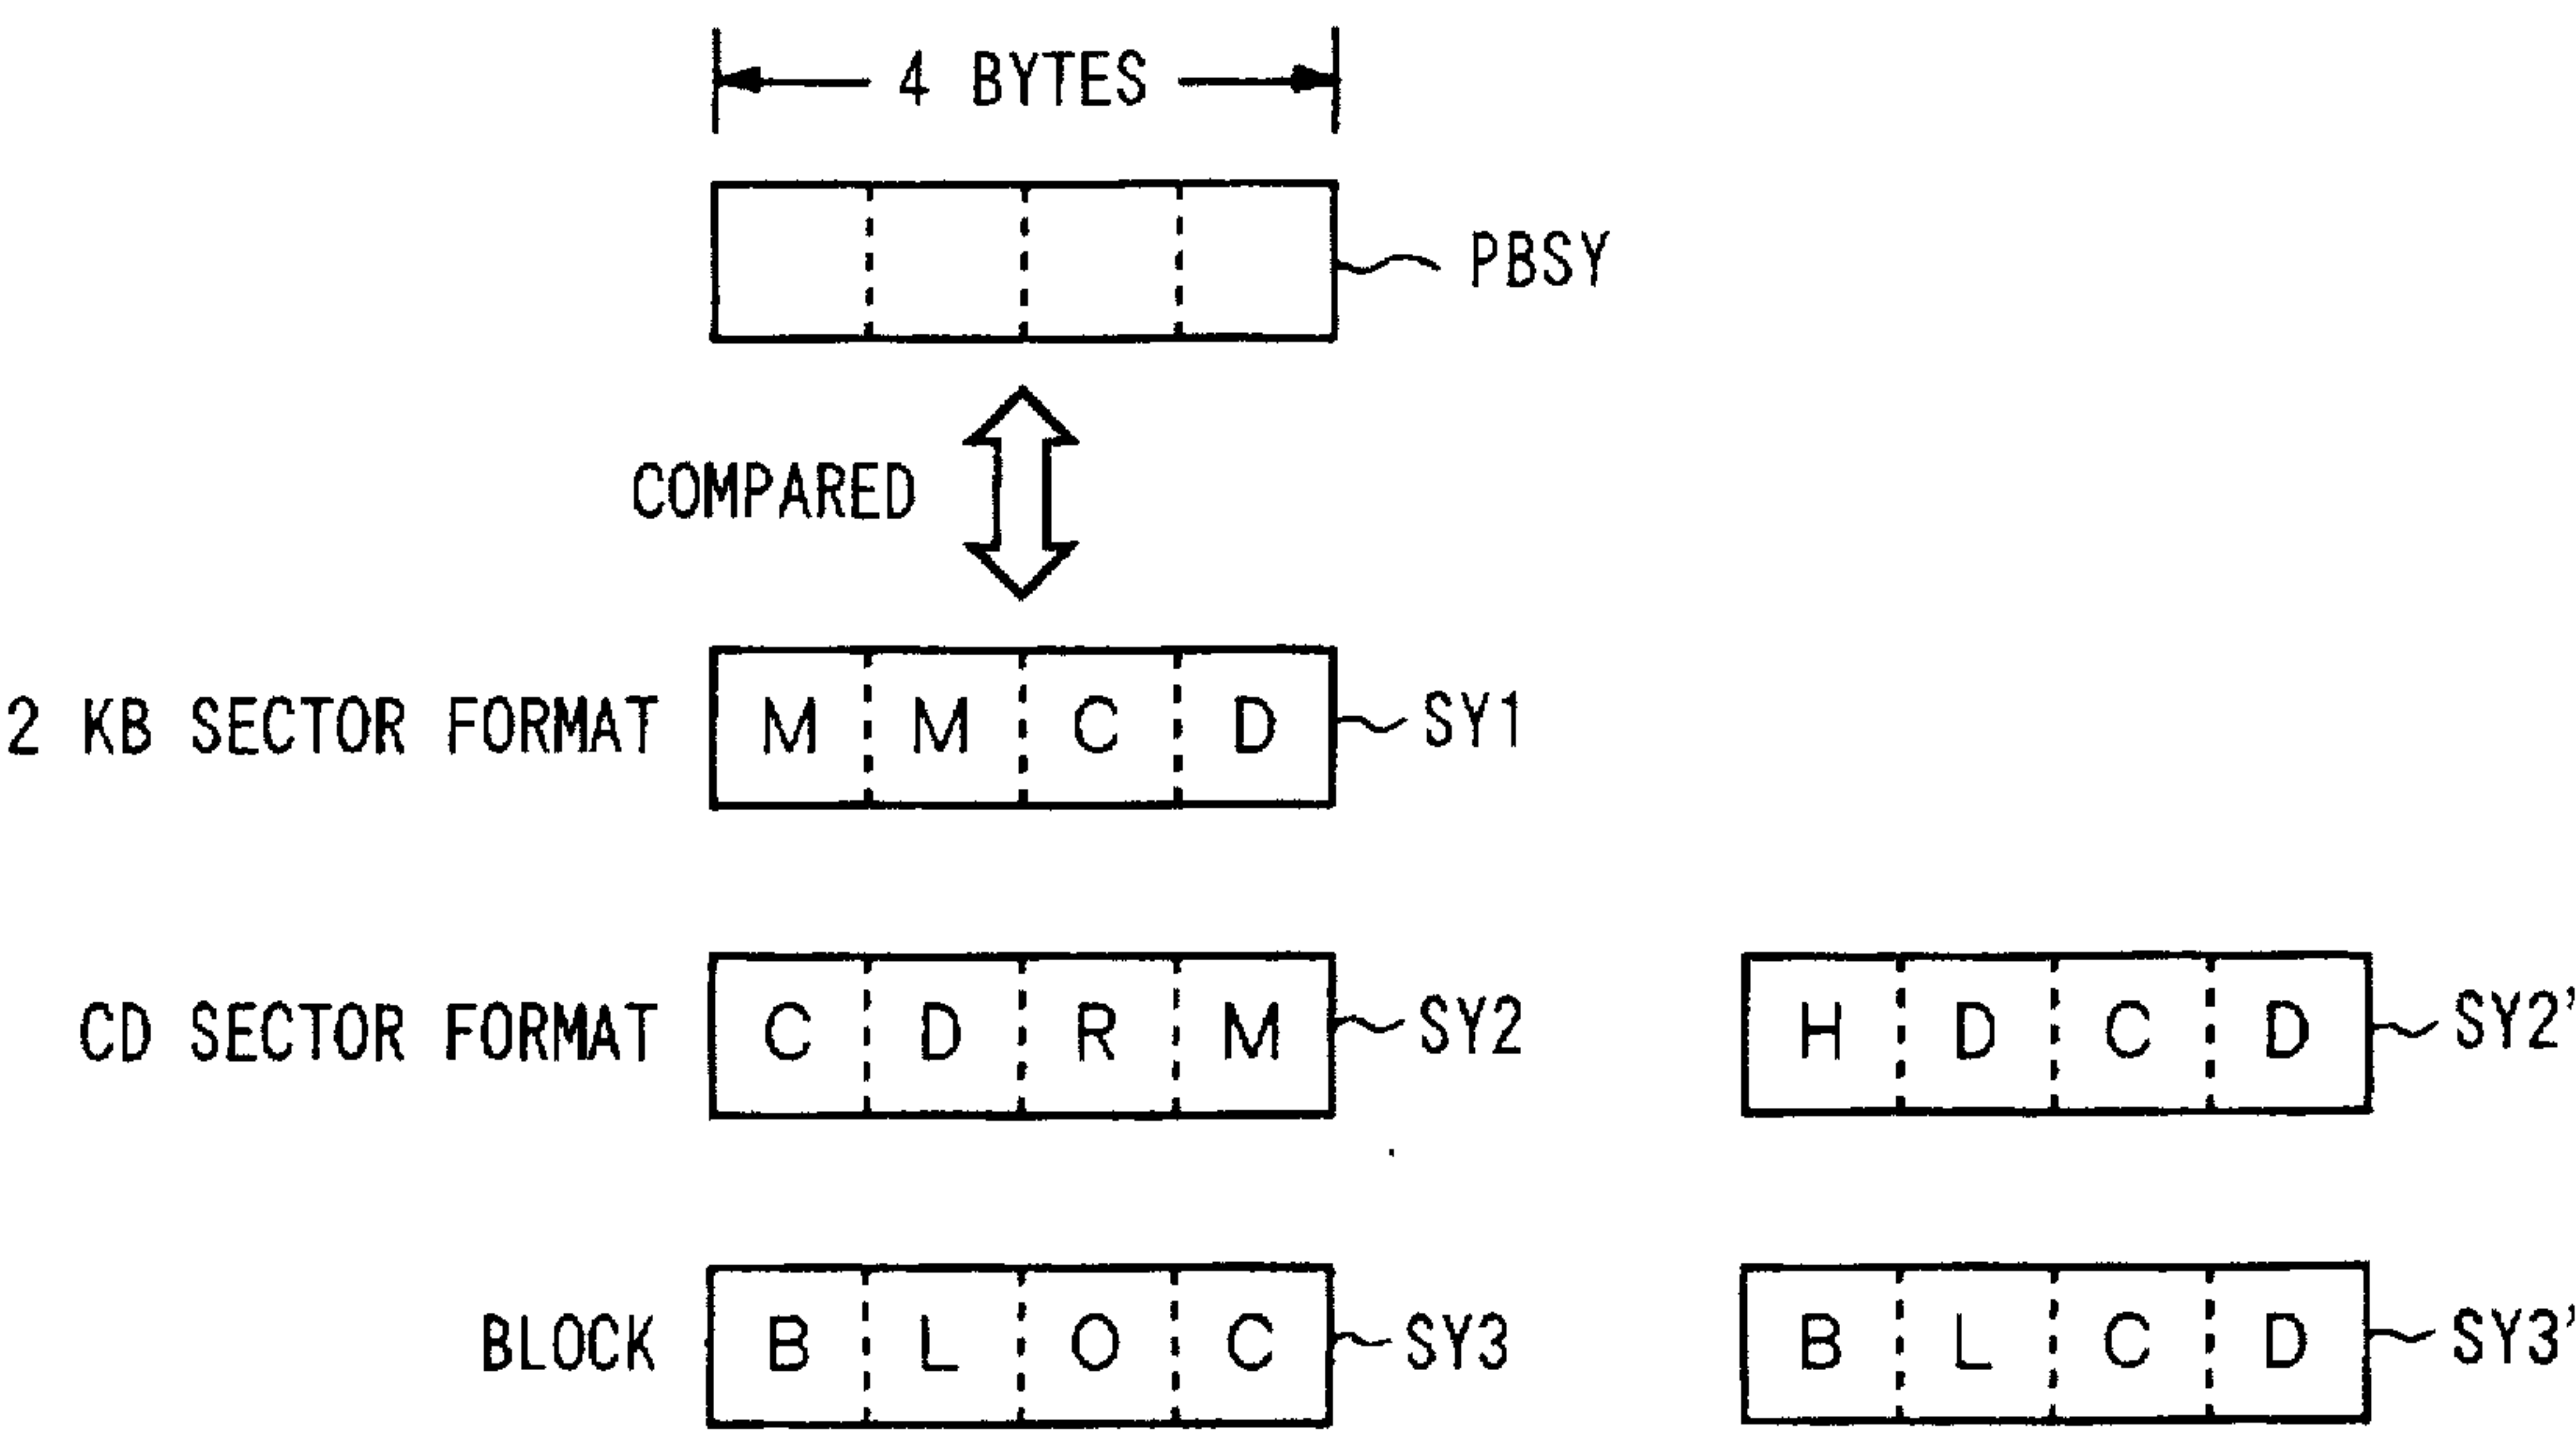 4 BYTES
PBSY
COMPARED
2 KB SECTOR FORMAT M M C D SY1
CD SECTOR FORMAT C D R M SY2 H D C D SY2'
BLOCK B L O C SY3 B L C D SY3'